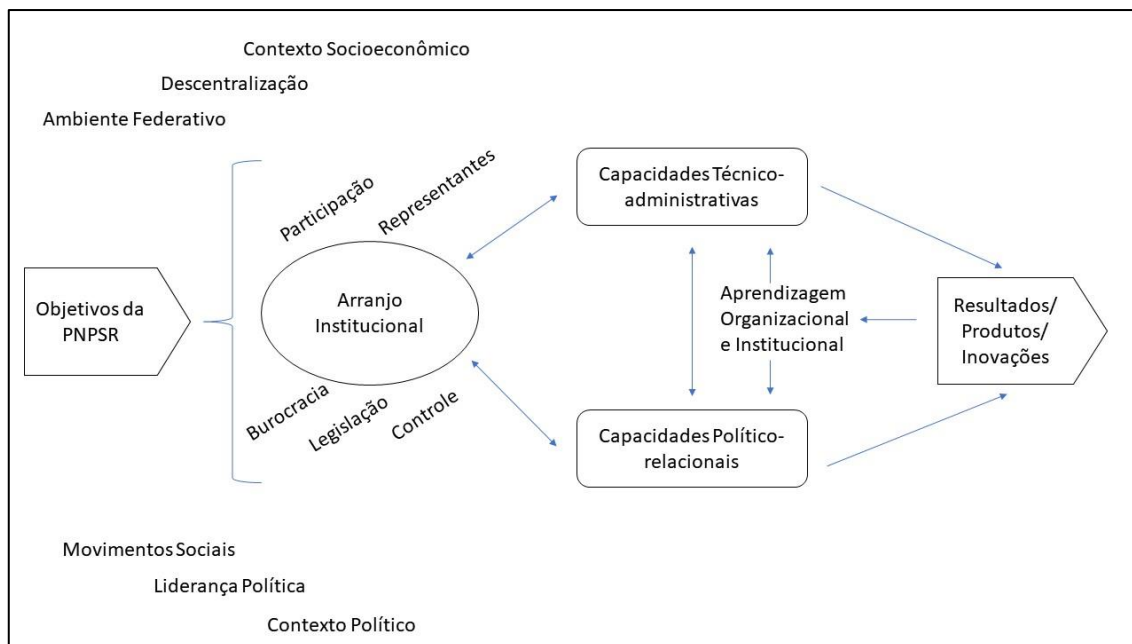 Contexto Socioeconômico
Descentralização
Ambiente Federativo
Participação
Representantes
Capacidades Técnico-
administrativas
Objetivos da
PNPSR
Arranjo
Institucional
Aprendizagem
Organizacional
e Institucional
Resultados/
Produtos/
Inovações
Burocracia
Legislação
Controle
Capacidades Político-
relacionais
Movimentos Sociais
Liderança Política
Contexto Político